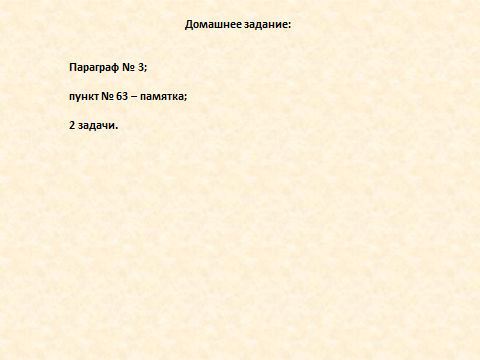 Домашнее задание:
Параграф № 3;
пункт № 63 – памятка;
2 задачи.